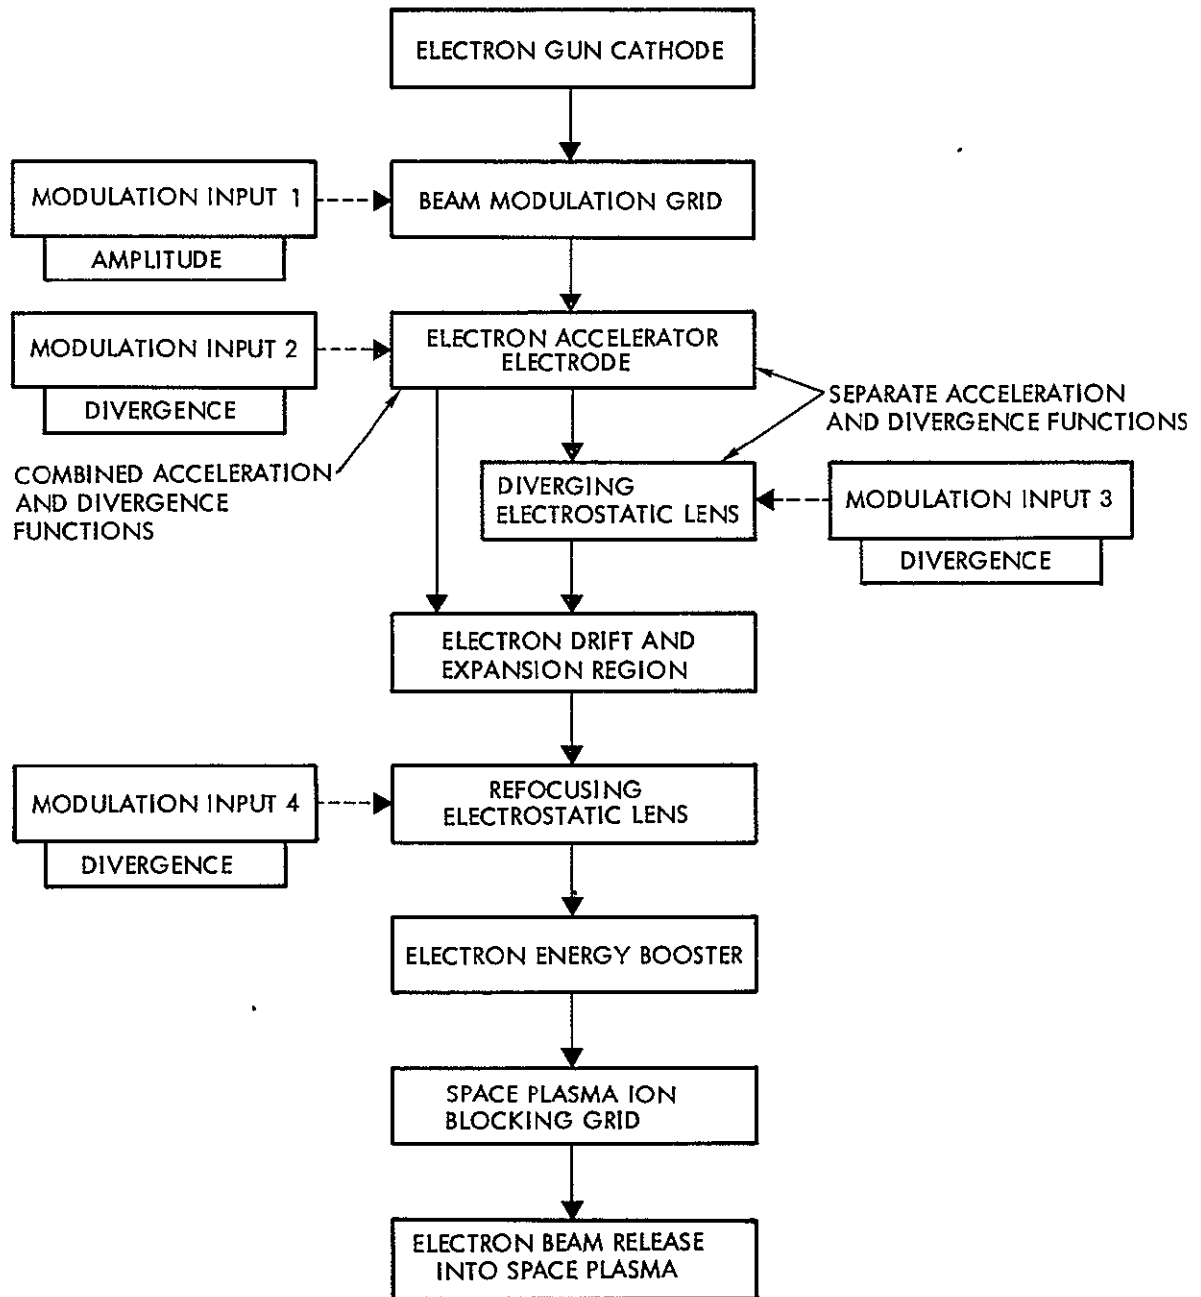 ELECTRON GUN CATHODE
MODULATION INPUT 1
BEAM MODULATION GRID
AMPLITUDE
MODULATION INPUT 2
ELECTRON ACCELERATOR
ELECTRODE
DIVERGENCE
SEPARATE ACCELERATION
AND DIVERGENCE FUNCTIONS
COMBINED ACCELERATION
AND DIVERGENCE
FUNCTIONS
DIVERGING
ELECTROSTATIC LENS
MODULATION INPUT 3
DIVERGENCE
ELECTRON DRIFT AND
EXPANSION REGION
MODULATION INPUT 4
REFOCUSING
ELECTROSTATIC LENS
DIVERGENCE
ELECTRON ENERGY BOOSTER
SPACE PLASMA ION
BLOCKING GRID
ELECTRON BEAM RELEASE
INTO SPACE PLASMA